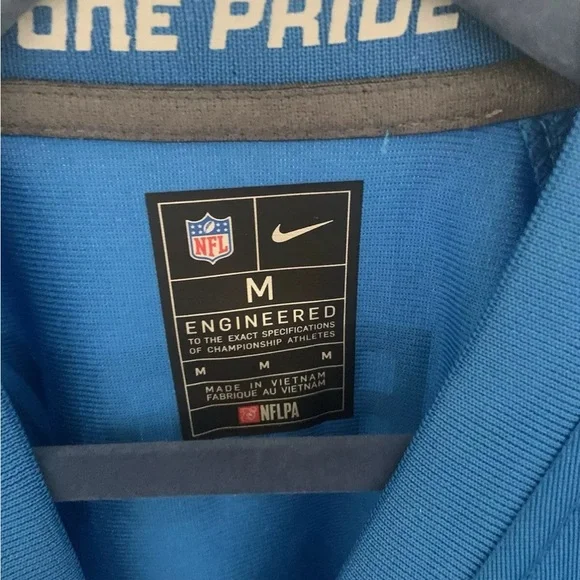 ONE PRIDE
NFL
M
ENGINEERED
TO THE EXACT SPECIFICATIONS
OF CHAMPIONSHIP ATHLETES
M M M
MADE IN VIETNAM
FABRIQUE AU VIETNAM
NFLPA